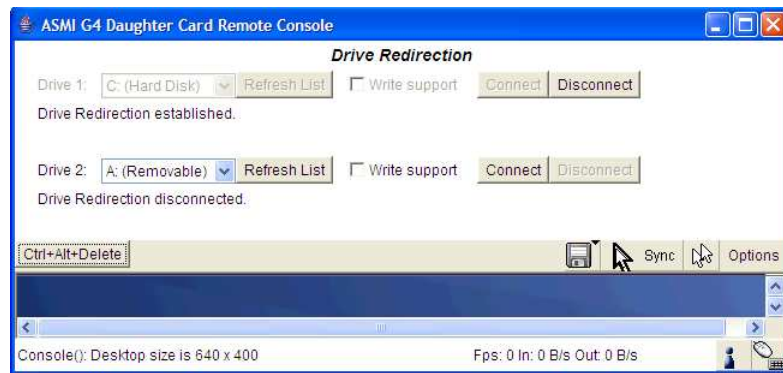 ASMI G4 Daughter Card Remote Console
Drive Redirection
Drive 1: C: (Hard Disk) Refresh List Write support Connect Disconnect
Drive Redirection established.
Drive 2: A: (Removable) Refresh List Write support Connect Disconnect
Drive Redirection disconnected.
Ctrl+Alt+Delete Sync Options
Console(): Desktop size is 640 x 400 Fps: 0 In: 0 B/s Out: 0 B/s